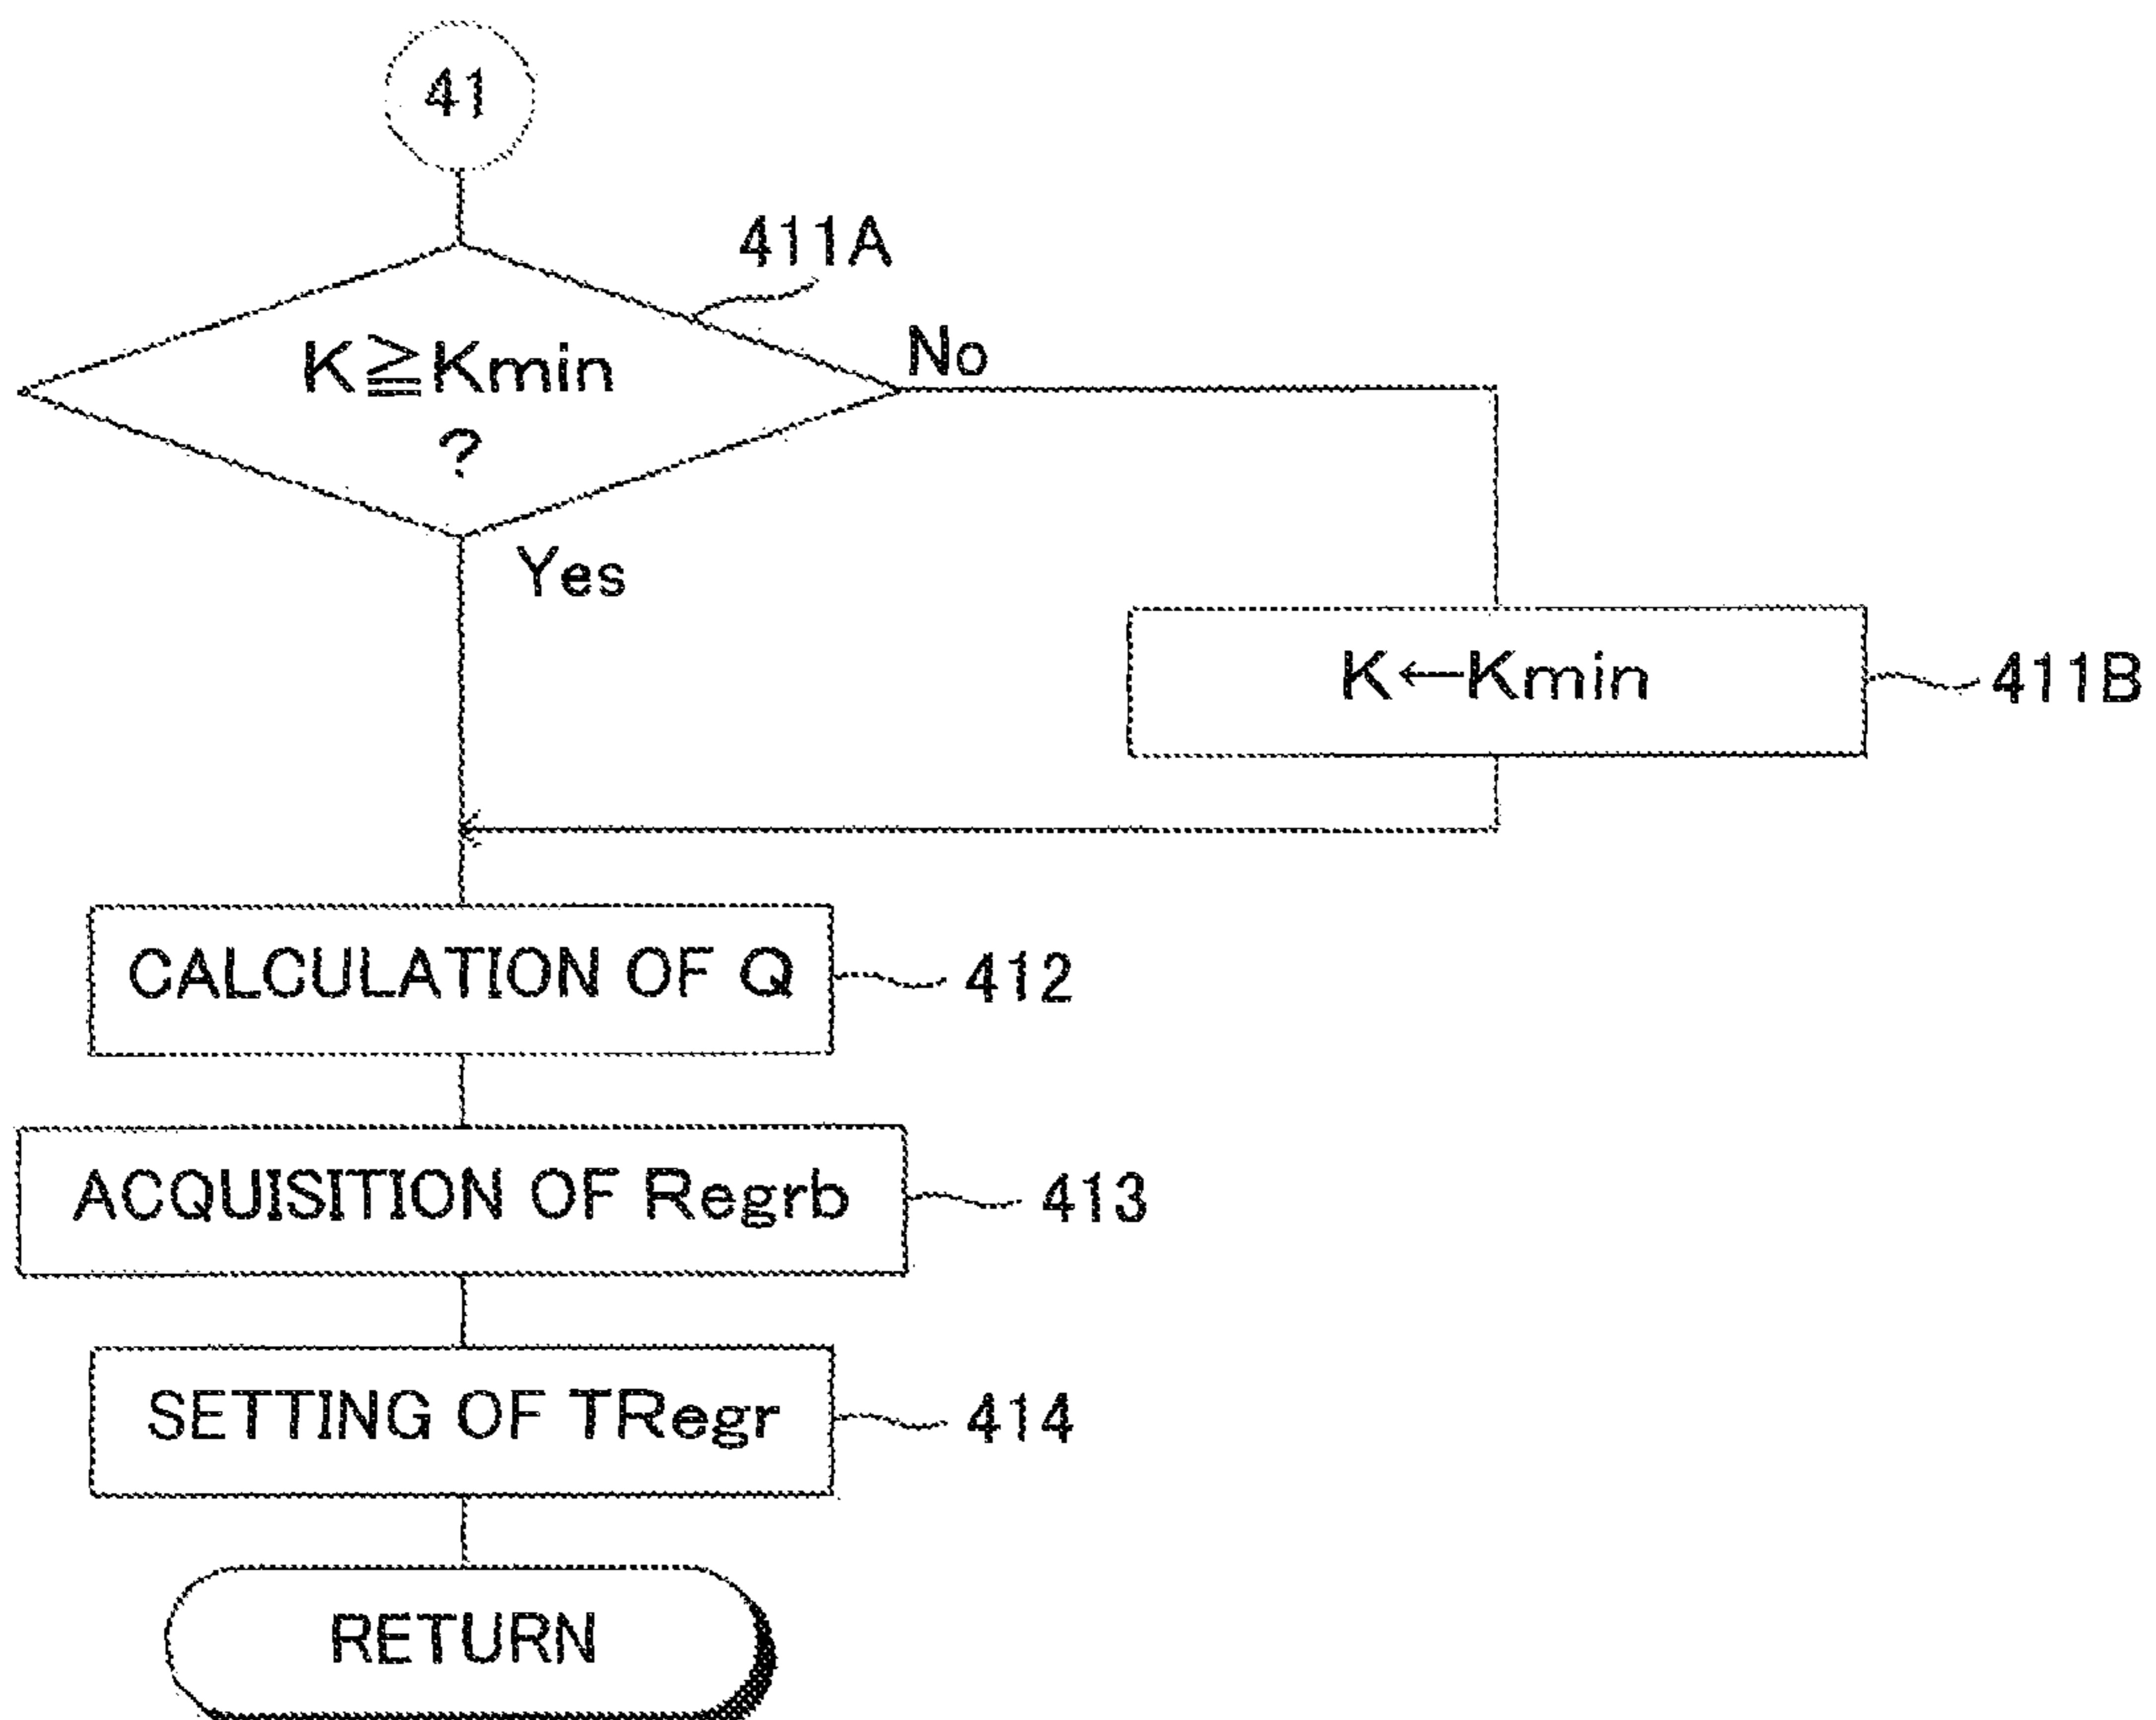 41
411A
K≧Kmin
?
No
Yes
K←Kmin
411B
CALCULATION OF Q
412
ACQUISITION OF Regrb
413
SETTING OF TRegr
414
RETURN